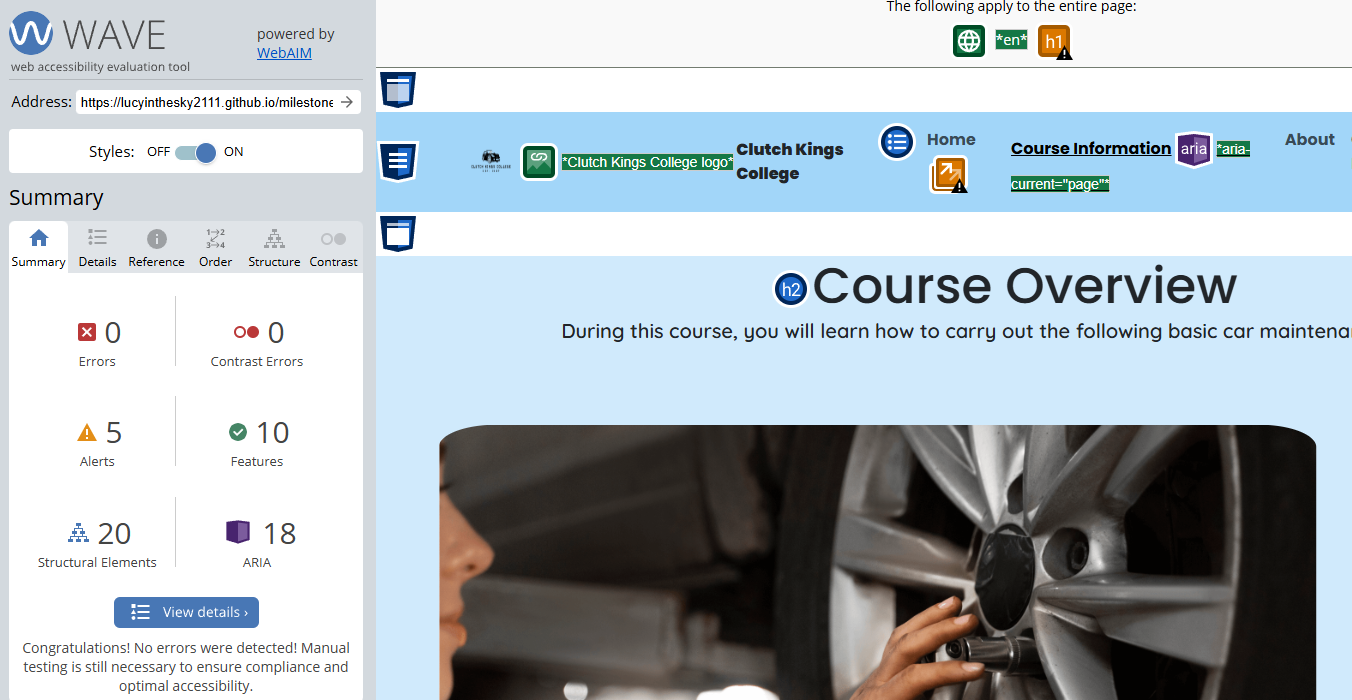 WAVE
web accessibility evaluation tool
powered by
WebAIM
Address: https://lucyinthesky2111.github.io/milestone
Styles: OFF ON
Summary
Summary Details Reference Order Structure Contrast
0 0
Errors Contrast Errors
5 10
Alerts Features
20 18
Structural Elements ARIA
View details ›
Congratulations! No errors were detected! Manual
testing is still necessary to ensure compliance and
optimal accessibility.
The following apply to the entire page:
*en* h1
*Clutch Kings College logo*
Clutch Kings
College
Home
Course Information aria *aria-
current="page"*
About
h2 Course Overview
During this course, you will learn how to carry out the following basic car maintena